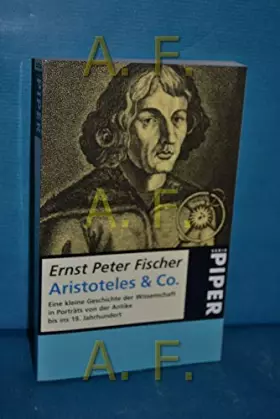 A. F.
A. F.
Ernst Peter Fischer
Aristoteles & Co.
Eine kleine Geschichte der Wissenschaft
in Porträts von der Antike
bis ins 19. Jahrhundert
SERIE
PIPER
A. F.
PIPER